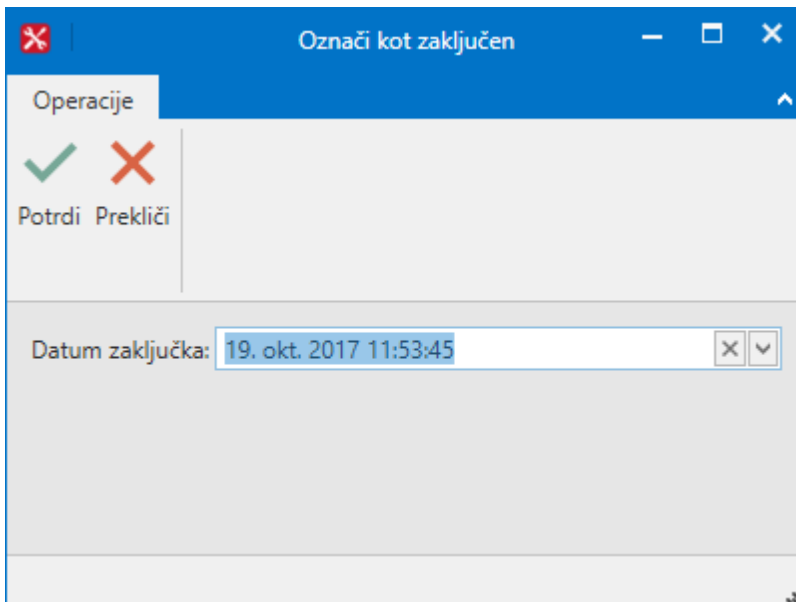 Označi kot zaključen
Operacije
Potrdi Prekliči
Datum zaključka: 19. okt. 2017 11:53:45